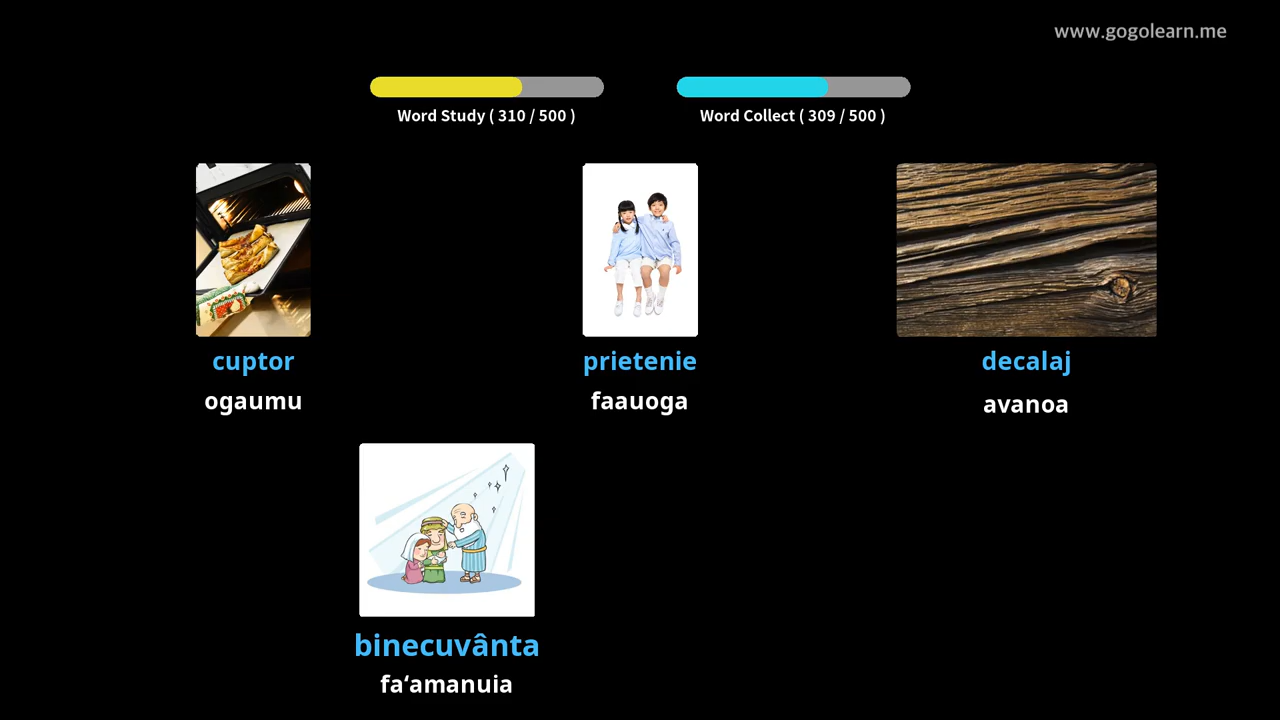 www.gogolearn.me
Word Study ( 310 / 500 )
Word Collect ( 309 / 500 )
cuptor
ogaumu
prietenie
faauoga
decalaj
avanoa
binecuvânta
fa‘amanuia